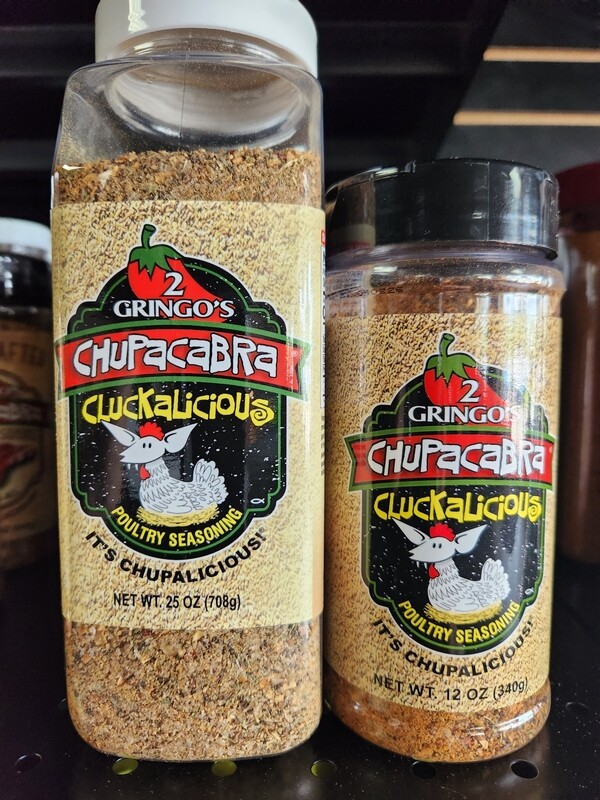 2
GRINGO'S
CHUPACABRA
CLUCKALICIOUS
POULTRY SEASONING
IT'S CHUPALICIOUS!
NET WT. 25 OZ (708g)
2
GRINGO'S
CHUPACABRA
CLUCKALICIOUS
POULTRY SEASONING
IT'S CHUPALICIOUS!
NET WT. 12 OZ (340g)